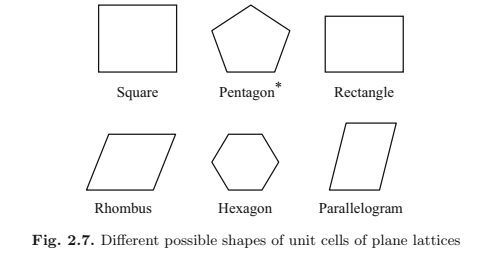 Square Pentagon* Rectangle
Rhombus Hexagon Parallelogram
Fig. 2.7. Different possible shapes of unit cells of plane lattices